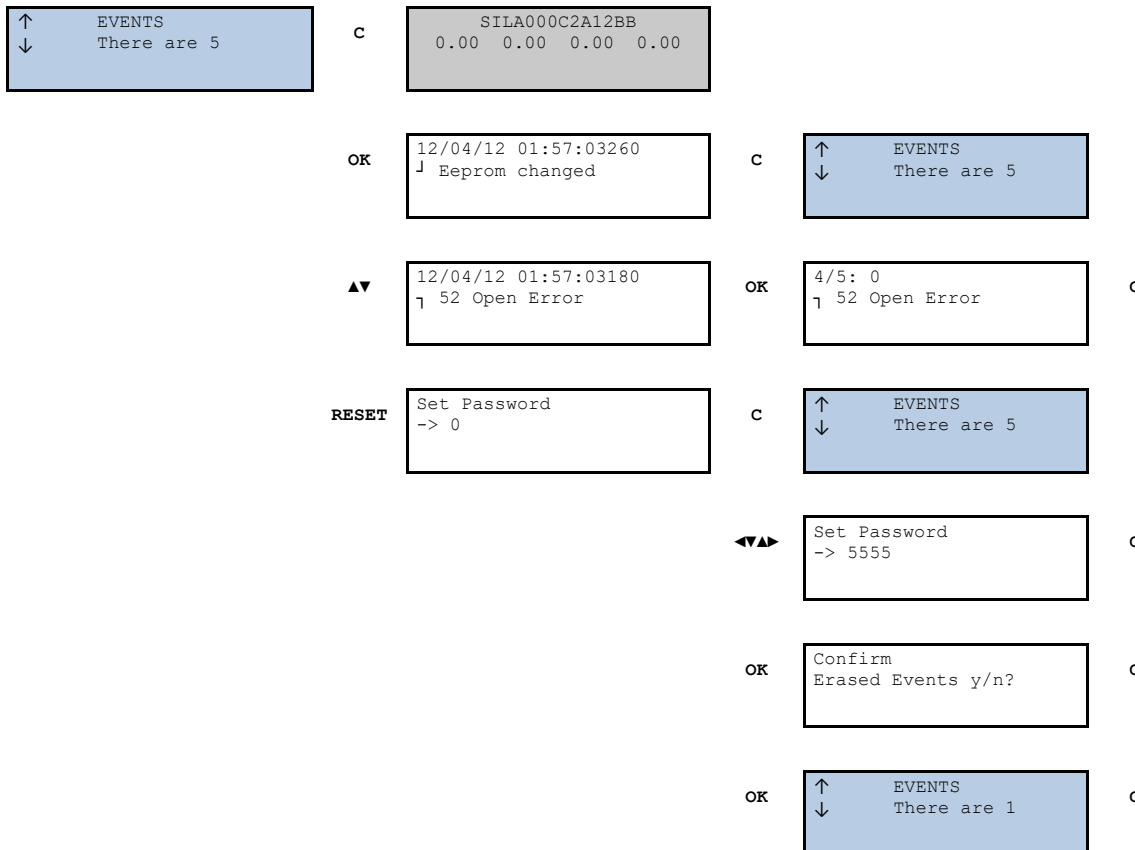 ↑ EVENTS
↓ There are 5
C
SILA000C2A12BB
0.00 0.00 0.00 0.00
OK
12/04/12 01:57:03260
┘ Eeprom changed
C
↑ EVENTS
↓ There are 5
▲▼
12/04/12 01:57:03180
┐ 52 Open Error
OK
4/5: 0
┐ 52 Open Error
RESET
Set Password
-> 0
C
↑ EVENTS
↓ There are 5
◄▼▲►
Set Password
-> 5555
OK
Confirm
Erased Events y/n?
OK
↑ EVENTS
↓ There are 1